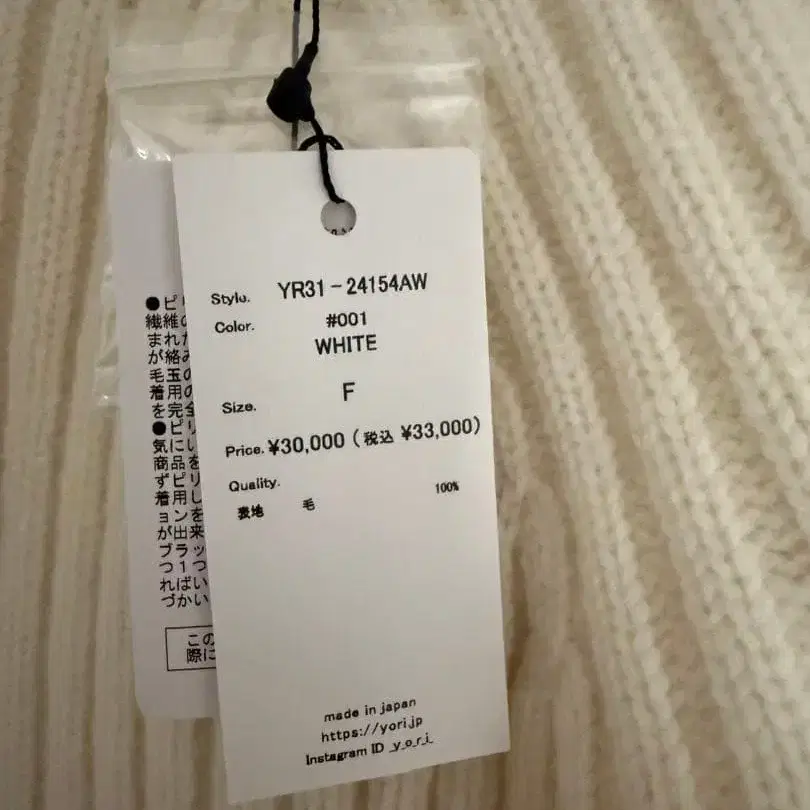 Style. YR31-24154AW
Color. #001
WHITE
Size. F
Price. ¥30,000 (税込 ¥33,000)
Quality.
表地 毛 100%
made in japan
https://yori.jp
Instagram ID _y_o_r_i_
●ピリ
繊維の
まれた
が絡み
毛玉の
着用の
を完全
●ピリ
気にい
商品を
ずピリ
着用し
ョンを
が出来
ブラッ
つ1つ
ればい
づかい
この
際に